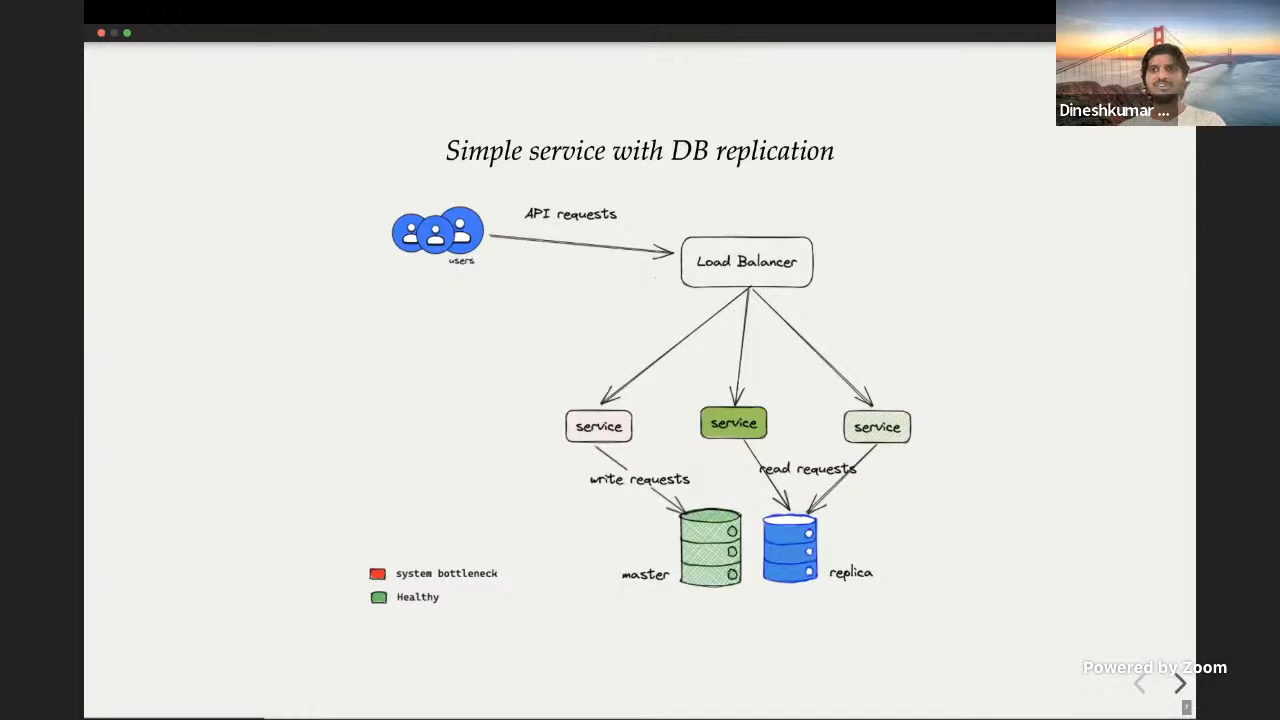 Dineshkumar ...
Simple service with DB replication
API requests
users
Load Balancer
service
service
service
read requests
write requests
master
replica
system bottleneck
Healthy
Powered by Zoom
7